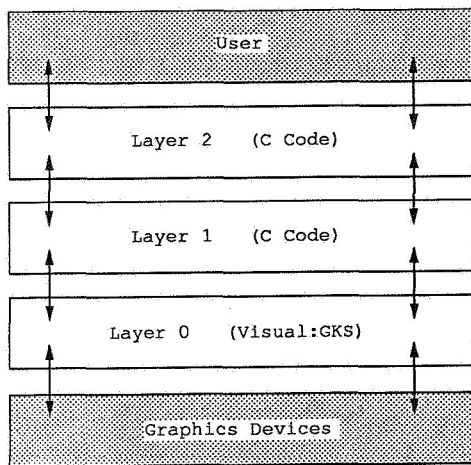 User
Layer 2 (C Code)
Layer 1 (C Code)
Layer 0 (Visual:GKS)
Graphics Devices